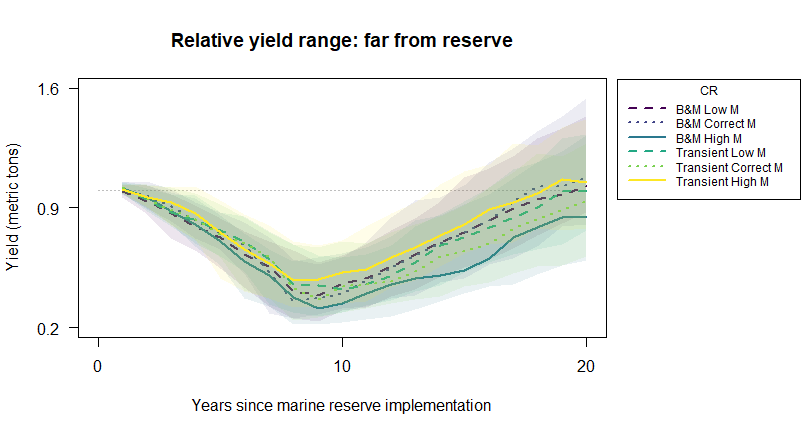 Relative yield range: far from reserve
Yield (metric tons)
1.6
0.9
0.2
0
10
20
Years since marine reserve implementation
CR
B&M Low M
B&M Correct M
B&M High M
Transient Low M
Transient Correct M
Transient High M